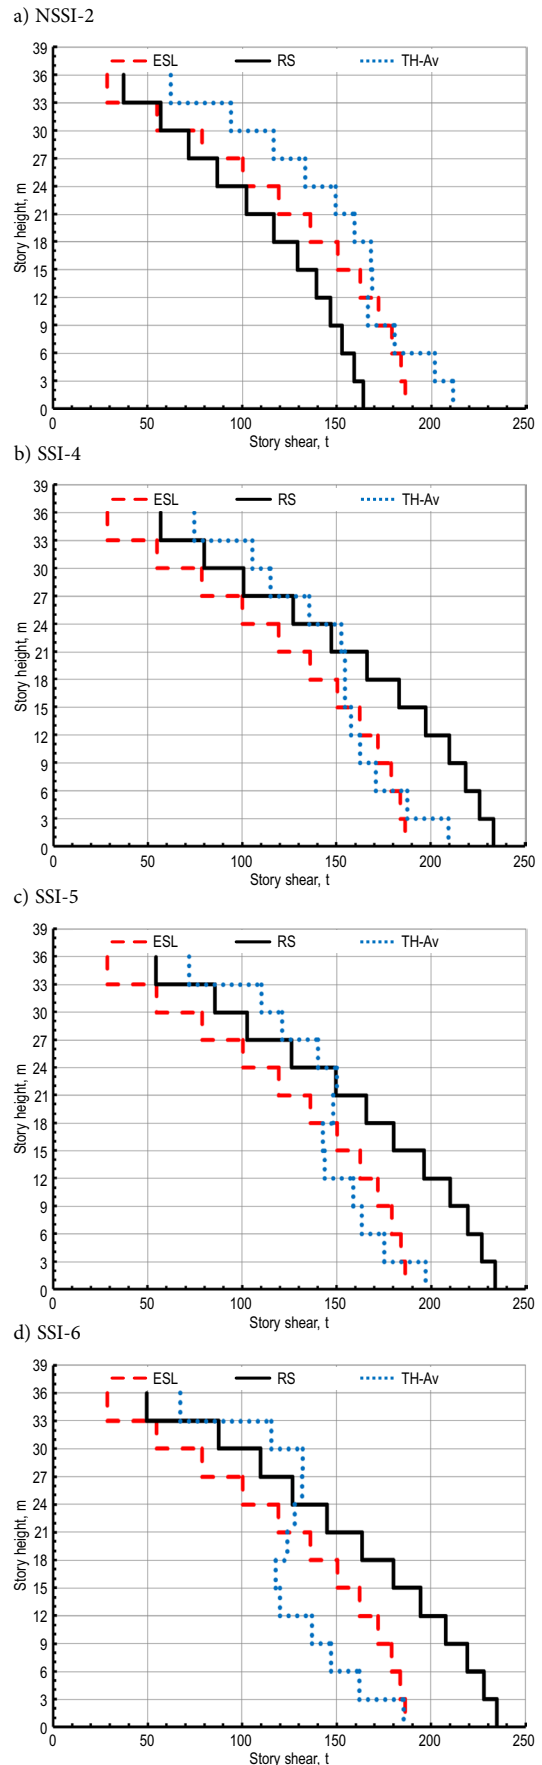 a) NSSI-2
39
ESL RS TH-Av
36
33
30
27
24
21
18
15
12
9
6
3
0
Story height, m
50 100 150 200 250
Story shear, t
b) SSI-4
39
ESL RS TH-Av
36
33
30
27
24
21
18
15
12
9
6
3
0
Story height, m
0 50 100 150 200 250
Story shear, t
c) SSI-5
39
ESL RS TH-Av
36
33
30
27
24
21
18
15
12
9
6
3
0
Story height, m
0 50 100 150 200 250
Story shear, t
d) SSI-6
39
ESL RS TH-Av
36
33
30
27
24
21
18
15
12
9
6
3
0
Story height, m
0 50 100 150 200 250
Story shear, t